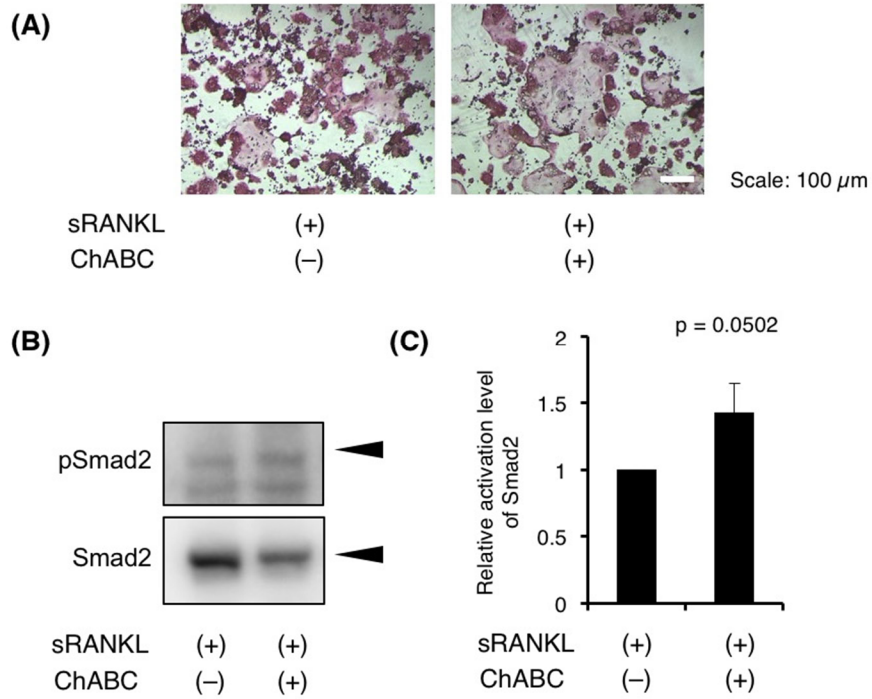 (A)
Scale: 100 µm
sRANKL (+) (+)
ChABC (−) (+)
(B)
pSmad2
Smad2
sRANKL (+) (+)
ChABC (−) (+)
(C)
p = 0.0502
Relative activation level
of Smad2
2
1.5
1
0.5
0
sRANKL (+) (+)
ChABC (−) (+)